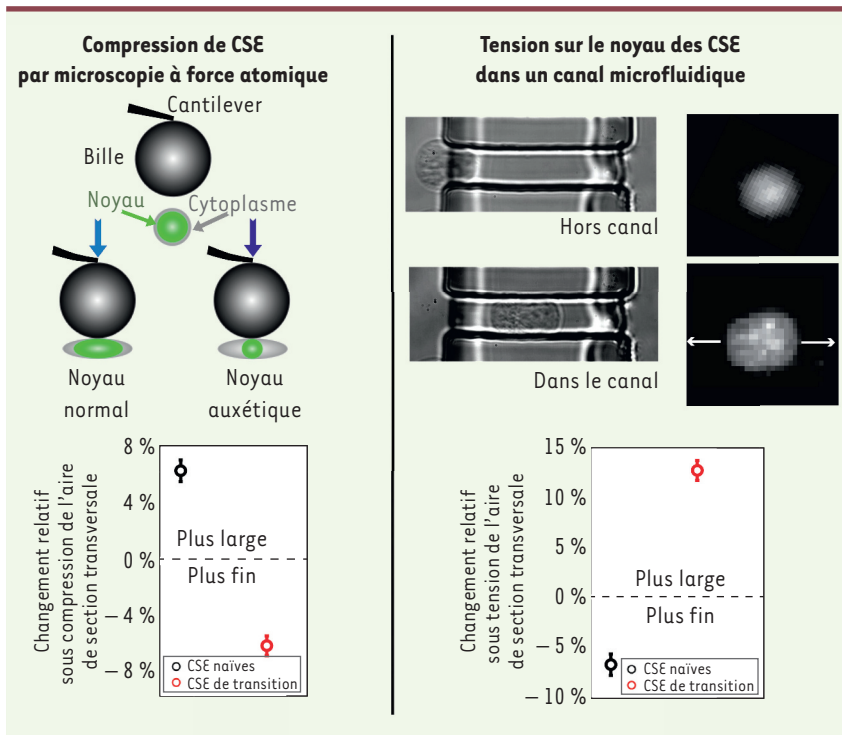 Compression de CSE
par microscopie à force atomique
Cantilever
Bille
Noyau
Cytoplasme
Noyau
normal
Noyau
auxétique
8 %
4 %
0 %
– 4 %
– 8 %
Changement relatif
sous compression de l'aire
de section transversale
Plus large
Plus fin
CSE naïves
CSE de transition
Tension sur le noyau des CSE
dans un canal microfluidique
Hors canal
Dans le canal
15 %
10 %
5 %
0 %
– 5 %
– 10 %
Changement relatif
sous tension de l'aire
de section transversale
Plus large
Plus fin
CSE naïves
CSE de transition